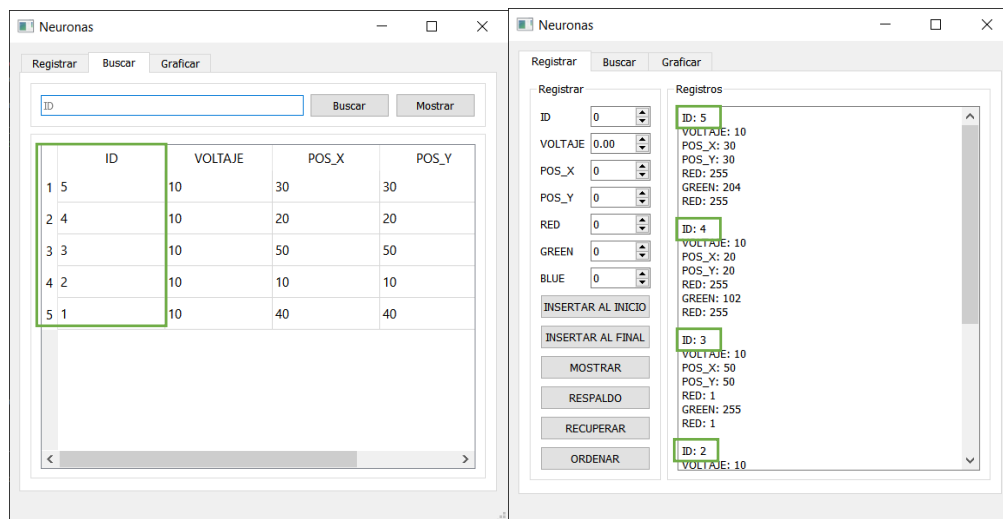 Neuronas
Registrar Buscar Graficar
ID Buscar Mostrar
ID VOLTAJE POS_X POS_Y
1 5 10 30 30
2 4 10 20 20
3 3 10 50 50
4 2 10 10 10
5 1 10 40 40
Neuronas
Registrar Buscar Graficar
Registrar
ID 0
VOLTAJE 0.00
POS_X 0
POS_Y 0
RED 0
GREEN 0
BLUE 0
INSERTAR AL INICIO
INSERTAR AL FINAL
MOSTRAR
RESPALDO
RECUPERAR
ORDENAR
Registros
ID: 5
VOLTAJE: 10
POS_X: 30
POS_Y: 30
RED: 255
GREEN: 204
RED: 255
ID: 4
VOLTAJE: 10
POS_X: 20
POS_Y: 20
RED: 255
GREEN: 102
RED: 255
ID: 3
VOLTAJE: 10
POS_X: 50
POS_Y: 50
RED: 1
GREEN: 255
RED: 1
ID: 2
VOLTAJE: 10